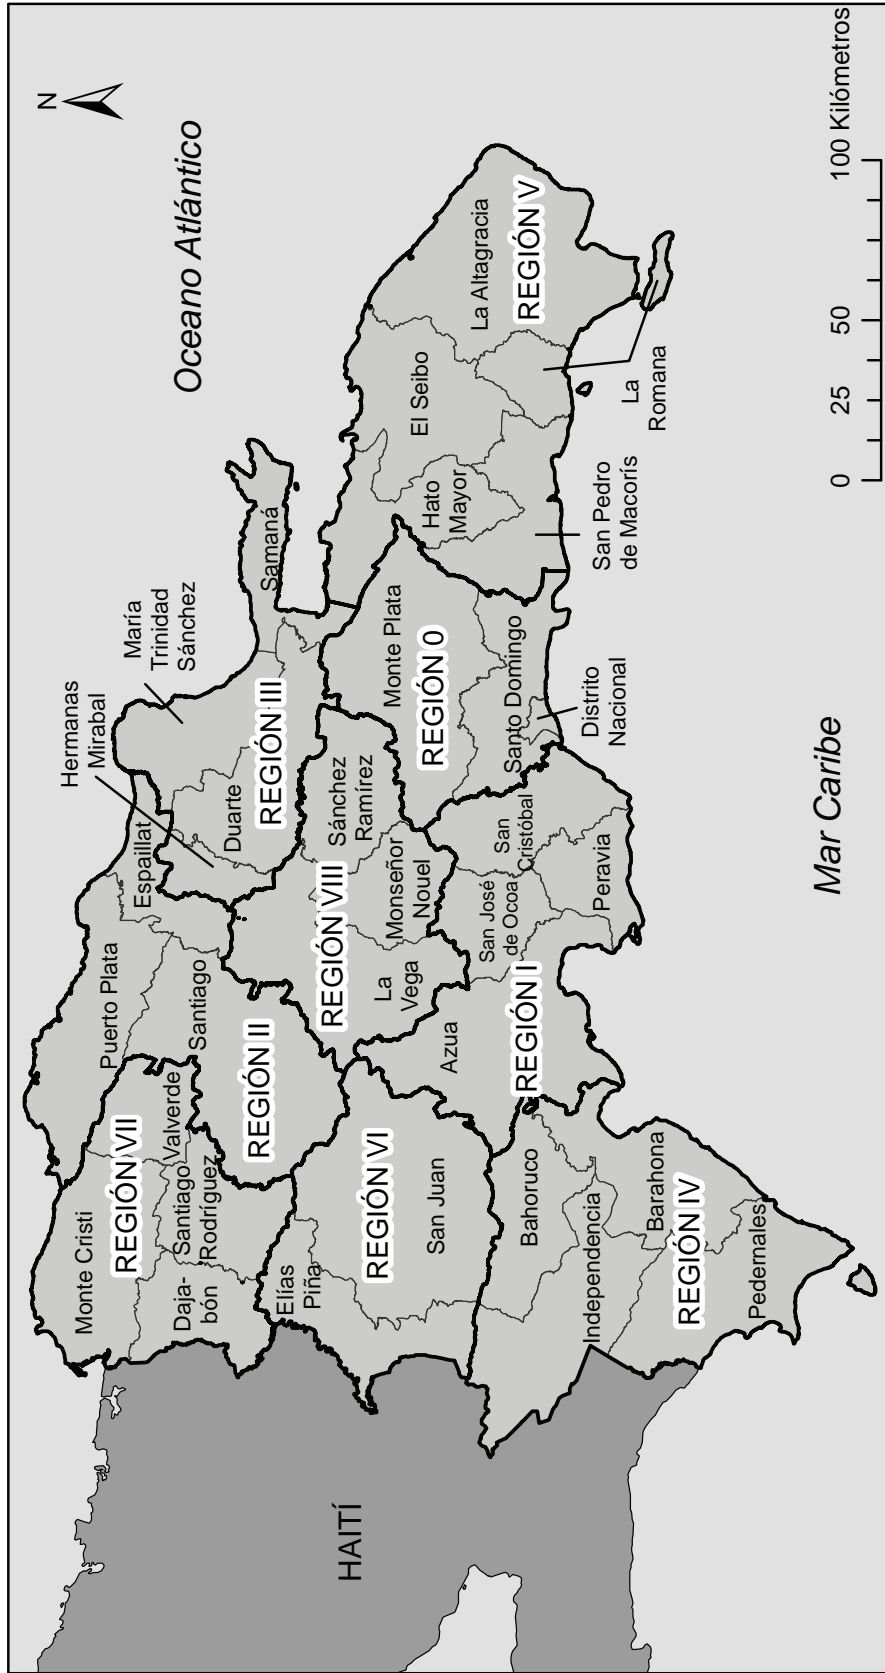 N
Oceano Atlántico
María
Trinidad
Sánchez
Hermanas
Mirabal
Samaná
Espaillat
Puerto Plata
Monte Cristi
REGIÓN VII
Valverde
Santiago
Santiago
Rodríguez
Daja-
bón
REGIÓN II
Duarte
REGIÓN III
Elías
Piña
REGIÓN VI
San Juan
REGIÓN VIII
La
Vega
Sánchez
Ramírez
Monseñor
Nouel
Monte Plata
REGIÓN 0
Santo Domingo
Distrito
Nacional
Hato
Mayor
El Seibo
La Altagracia
REGIÓN V
La
Romana
San Pedro
de Macorís
Azua
REGIÓN I
San José
de Ocoa
San
Cristóbal
Peravia
Bahoruco
Independencia
Barahona
REGIÓN IV
Pedernales
HAITÍ
Mar Caribe
0 25 50 100 Kilómetros